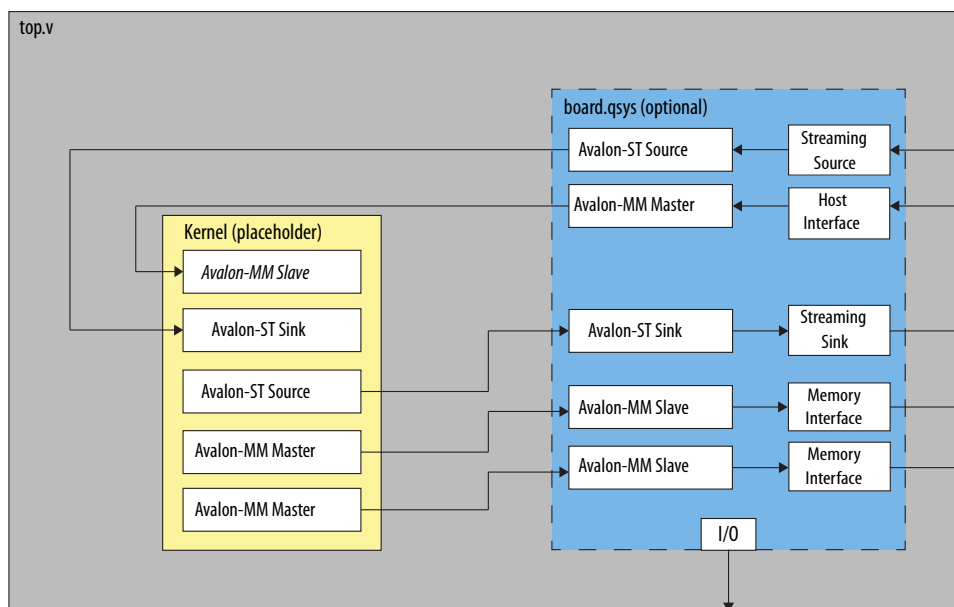 top.v
board.qsys (optional)
Avalon-ST Source
Streaming
Source
Avalon-MM Master
Host
Interface
Kernel (placeholder)
Avalon-MM Slave
Avalon-ST Sink
Avalon-ST Sink
Streaming
Sink
Avalon-ST Source
Avalon-MM Slave
Memory
Interface
Avalon-MM Master
Avalon-MM Slave
Memory
Interface
Avalon-MM Master
I/O